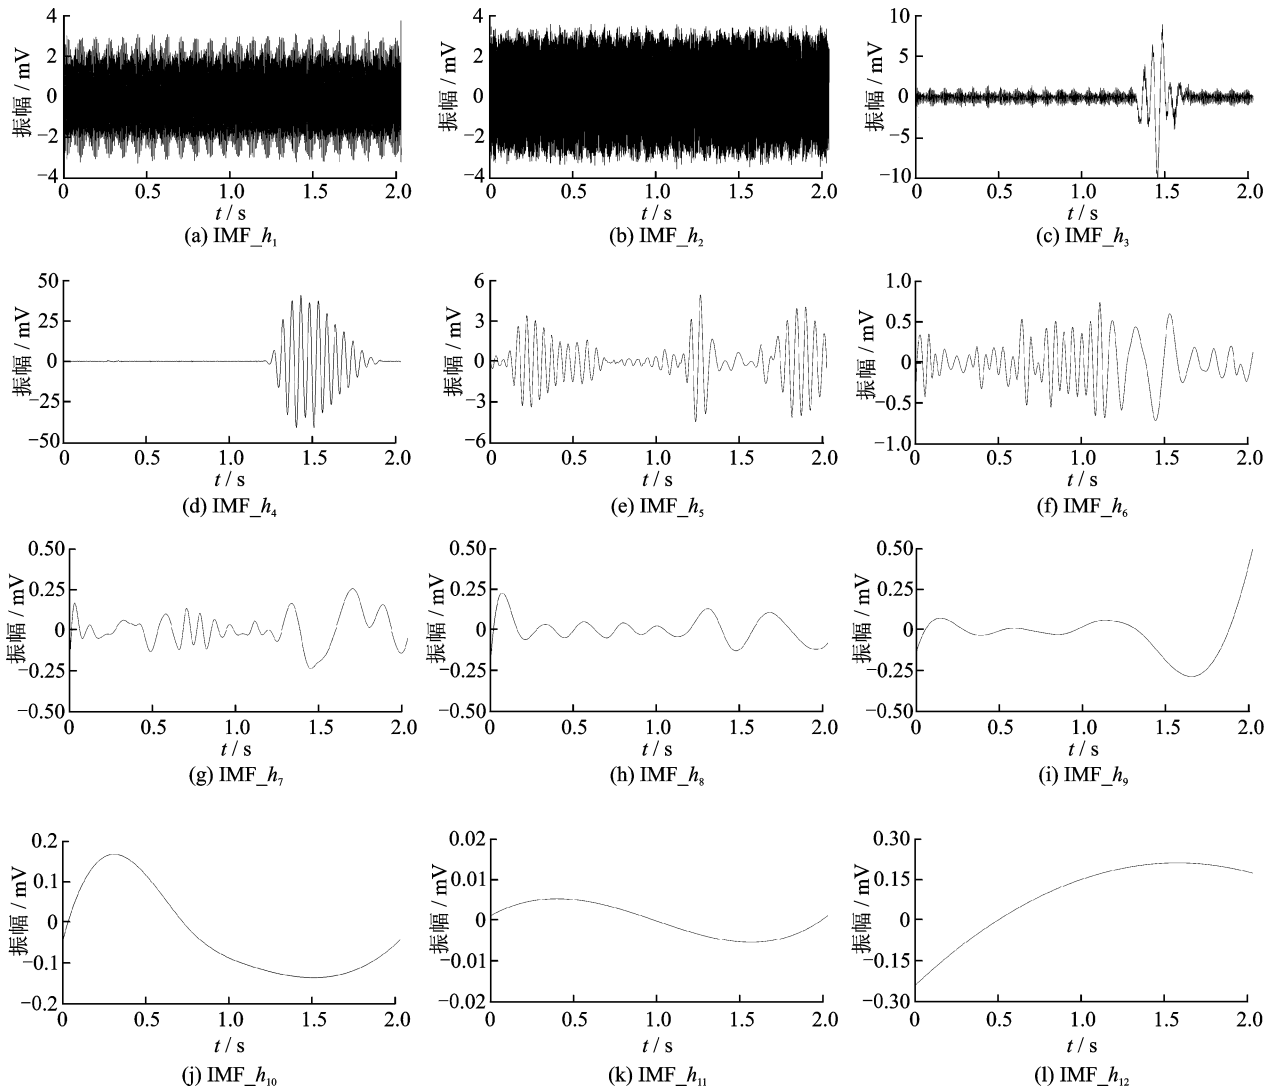 4
2
0
−2
−4
振幅 / mV
0 0.5 1.0 1.5 2.0
t / s
(a) IMF_h1
4
2
0
−2
−4
振幅 / mV
0 0.5 1.0 1.5 2.0
t / s
(b) IMF_h2
10
5
0
−5
−10
振幅 / mV
0 0.5 1.0 1.5 2.0
t / s
(c) IMF_h3
50
25
0
−25
−50
振幅 / mV
0 0.5 1.0 1.5 2.0
t / s
(d) IMF_h4
6
3
0
−3
−6
振幅 / mV
0 0.5 1.0 1.5 2.0
t / s
(e) IMF_h5
1.0
0.5
0
−0.5
−1.0
振幅 / mV
0 0.5 1.0 1.5 2.0
t / s
(f) IMF_h6
0.50
0.25
0
−0.25
−0.50
振幅 / mV
0 0.5 1.0 1.5 2.0
t / s
(g) IMF_h7
0.50
0.25
0
−0.25
−0.50
振幅 / mV
0 0.5 1.0 1.5 2.0
t / s
(h) IMF_h8
0.50
0.25
0
−0.25
−0.50
振幅 / mV
0 0.5 1.0 1.5 2.0
t / s
(i) IMF_h9
0.2
0.1
0
−0.1
−0.2
振幅 / mV
0 0.5 1.0 1.5 2.0
t / s
(j) IMF_h10
0.02
0.01
0
−0.01
−0.02
振幅 / mV
0 0.5 1.0 1.5 2.0
t / s
(k) IMF_h11
0.30
0.15
0
−0.15
−0.30
振幅 / mV
0 0.5 1.0 1.5 2.0
t / s
(l) IMF_h12